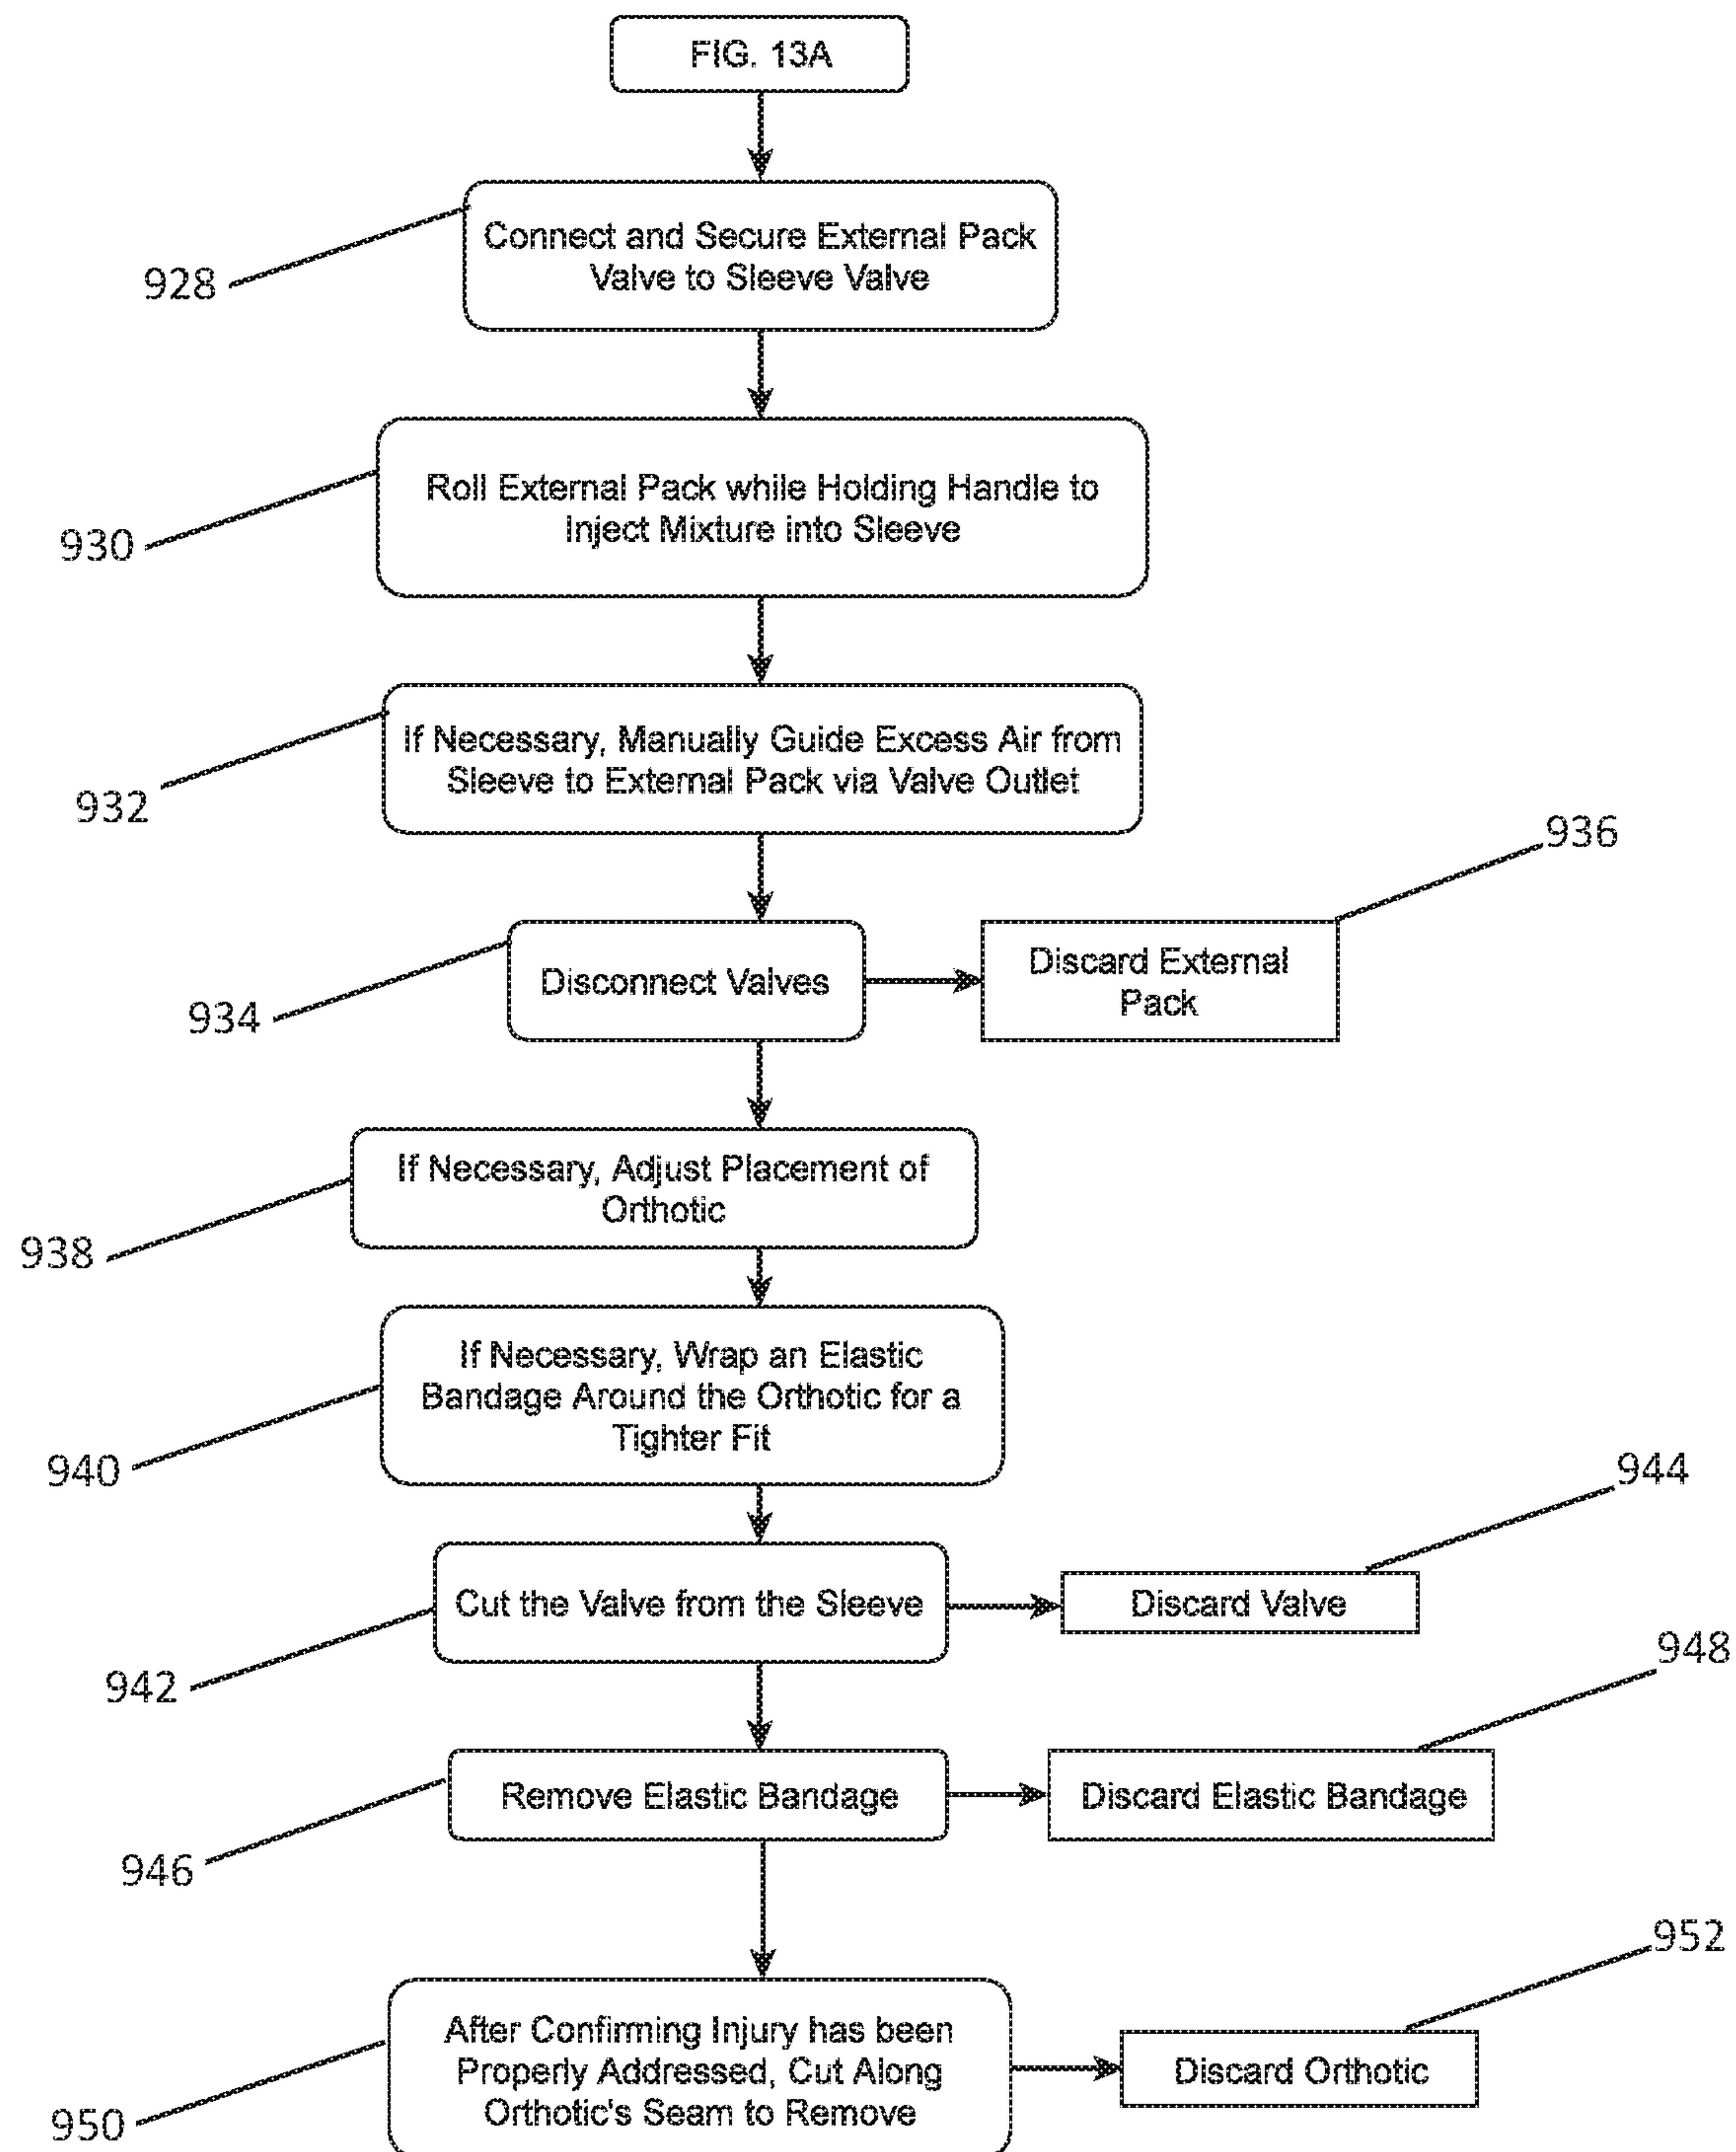 FIG. 13A
Connect and Secure External Pack
Valve to Sleeve Valve
928
Roll External Pack while Holding Handle to
Inject Mixture into Sleeve
930
If Necessary, Manually Guide Excess Air from
Sleeve to External Pack via Valve Outlet
932
936
Disconnect Valves
Discard External
Pack
934
If Necessary, Adjust Placement of
Orthotic
938
If Necessary, Wrap an Elastic
Bandage Around the Orthotic for a
Tighter Fit
940
944
Cut the Valve from the Sleeve
Discard Valve
942
948
Remove Elastic Bandage
Discard Elastic Bandage
946
952
After Confirming Injury has been
Properly Addressed, Cut Along
Orthotic's Seam to Remove
Discard Orthotic
950